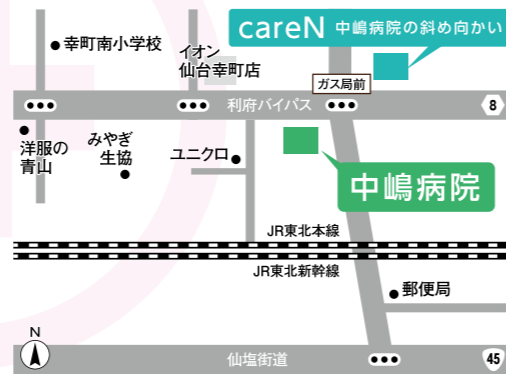 careN 中嶋病院の斜め向かい
幸町南小学校
イオン
仙台幸町店
ガス局前
利府バイパス
8
洋服の
青山
みやぎ
生協
ユニクロ
中嶋病院
JR東北本線
JR東北新幹線
郵便局
N
仙塩街道
45